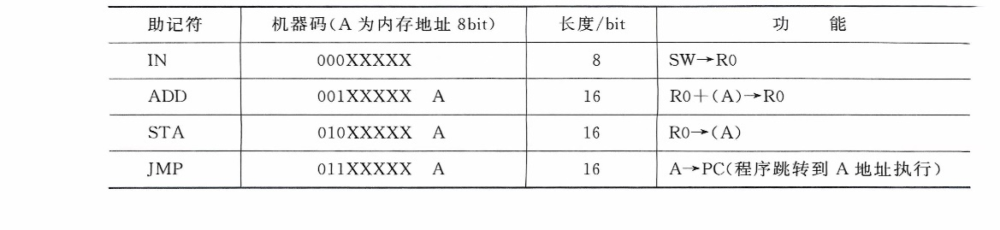 助记符 机器码(A 为内存地址 8bit) 长度/bit 功 能
IN 000XXXXX 8 SW→R0
ADD 001XXXXX A 16 R0+(A)→R0
STA 010XXXXX A 16 R0→(A)
JMP 011XXXXX A 16 A→PC(程序跳转到 A 地址执行)